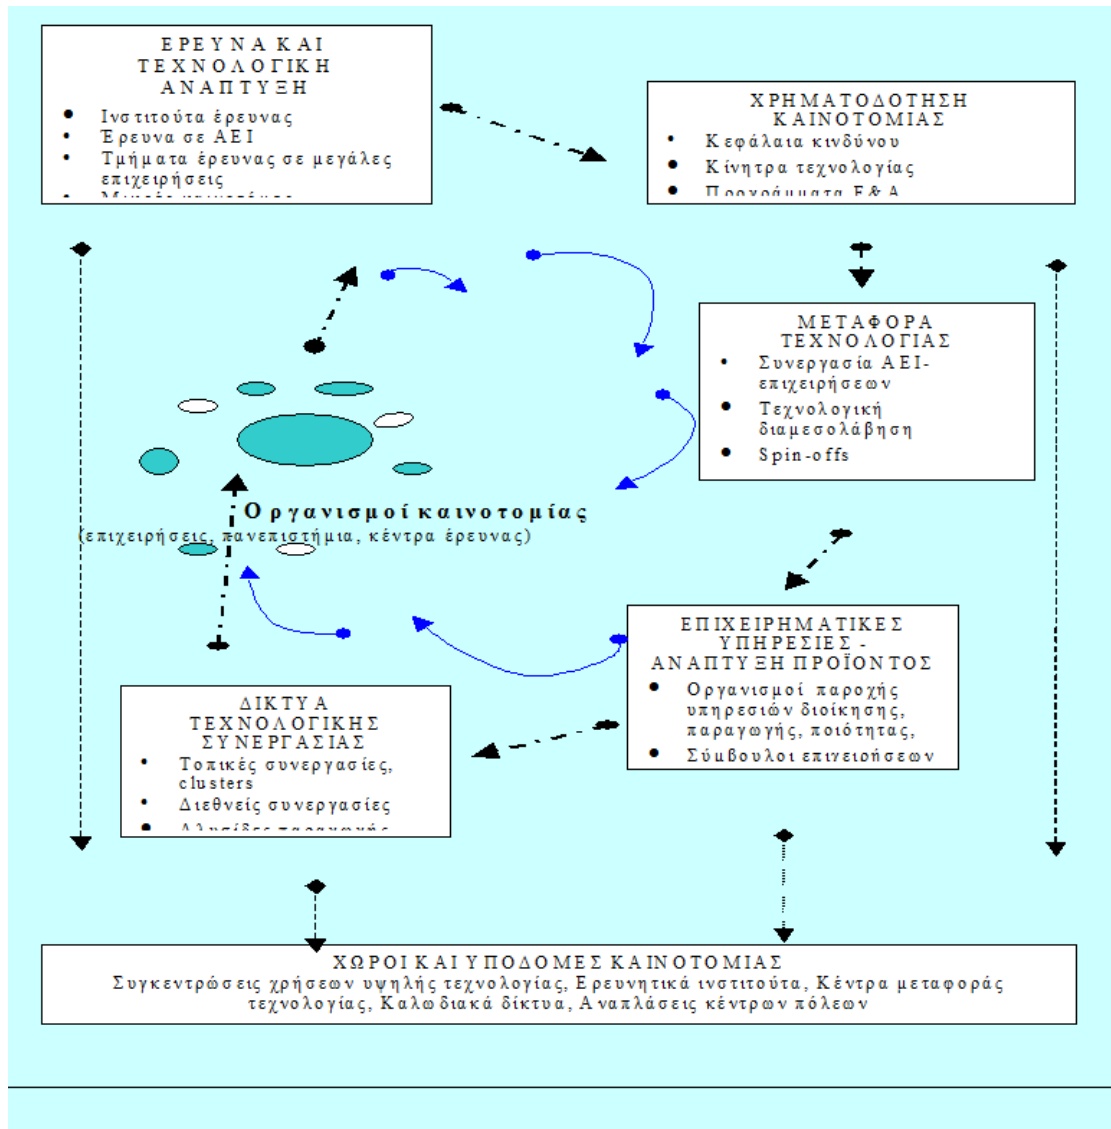 ΕΡΕΥΝΑ ΚΑΙ
ΤΕΧΝΟΛΟΓΙΚΗ
ΑΝΑΠΤΥΞΗ
• Ινστιτούτα έρευνας
• Έρευνα σε ΑΕΙ
• Τμήματα έρευνας σε μεγάλες
επιχειρήσεις
ΧΡΗΜΑΤΟΔΟΤΗΣΗ
ΚΑΙΝΟΤΟΜΙΑΣ
• Κεφάλαια κινδύνου
• Κίνητρα τεχνολογίας
• Προγράμματα Ε&Α
ΜΕΤΑΦΟΡΑ
ΤΕΧΝΟΛΟΓΙΑΣ
• Συνεργασία ΑΕΙ-
επιχειρήσεων
• Τεχνολογική
διαμεσολάβηση
• Spin-offs
Οργανισμοί καινοτομίας
(επιχειρήσεις, πανεπιστήμια, κέντρα έρευνας)
ΕΠΙΧΕΙΡΗΜΑΤΙΚΕΣ
ΥΠΗΡΕΣΙΕΣ -
ΑΝΑΠΤΥΞΗ ΠΡΟΪΟΝΤΟΣ
• Οργανισμοί παροχής
υπηρεσιών διοίκησης,
παραγωγής, ποιότητας,
• Σύμβουλοι επιχειρήσεων
ΔΙΚΤΥΑ
ΤΕΧΝΟΛΟΓΙΚΗΣ
ΣΥΝΕΡΓΑΣΙΑΣ
• Τοπικές συνεργασίες,
clusters
• Διεθνείς συνεργασίες
• Αλυσίδες παραγωγής
ΧΩΡΟΙ ΚΑΙ ΥΠΟΔΟΜΕΣ ΚΑΙΝΟΤΟΜΙΑΣ
Συγκεντρώσεις χρήσεων υψηλής τεχνολογίας, Ερευνητικά ινστιτούτα, Κέντρα μεταφοράς
τεχνολογίας, Καλωδιακά δίκτυα, Αναπλάσεις κέντρων πόλεων